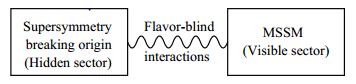 Supersymmetry
breaking origin
(Hidden sector)
Flavor-blind
interactions
MSSM
(Visible sector)